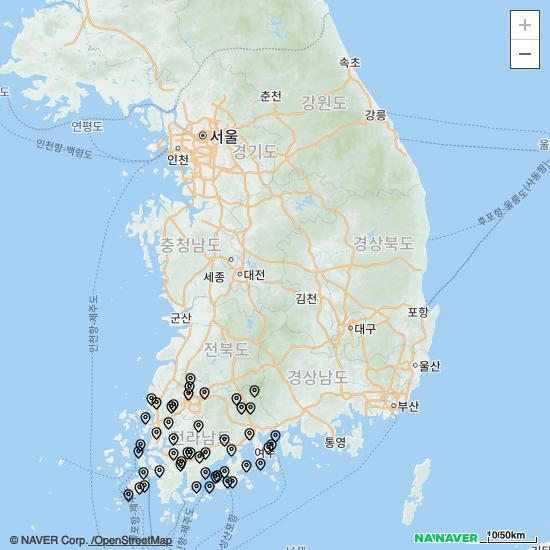 +
−
속초
춘천
강원도
강릉
도
연평도
서울
인천항-백령도
인천
경기도
울
후포항-울릉도(사동항)
충청남도
경상북도
세종
대전
김천
인천항-제주도
군산
포항
대구
전북도
울산
경상남도
부산
전라남도
여수
통영
성산포항
© NAVER Corp. /OpenStreetMap
NAVER
10/50km